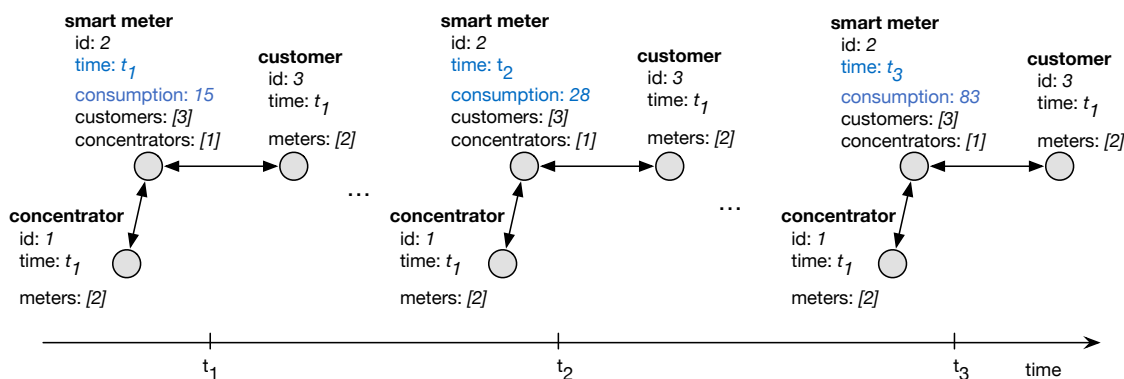 smart meter
id: 2
time: t1
consumption: 15
customers: [3]
concentrators: [1]
customer
id: 3
time: t1
meters: [2]
concentrator
id: 1
time: t1
meters: [2]
...
smart meter
id: 2
time: t2
consumption: 28
customers: [3]
concentrators: [1]
customer
id: 3
time: t1
meters: [2]
concentrator
id: 1
time: t1
meters: [2]
...
smart meter
id: 2
time: t3
consumption: 83
customers: [3]
concentrators: [1]
customer
id: 3
time: t1
meters: [2]
concentrator
id: 1
time: t1
meters: [2]
t1
t2
t3
time